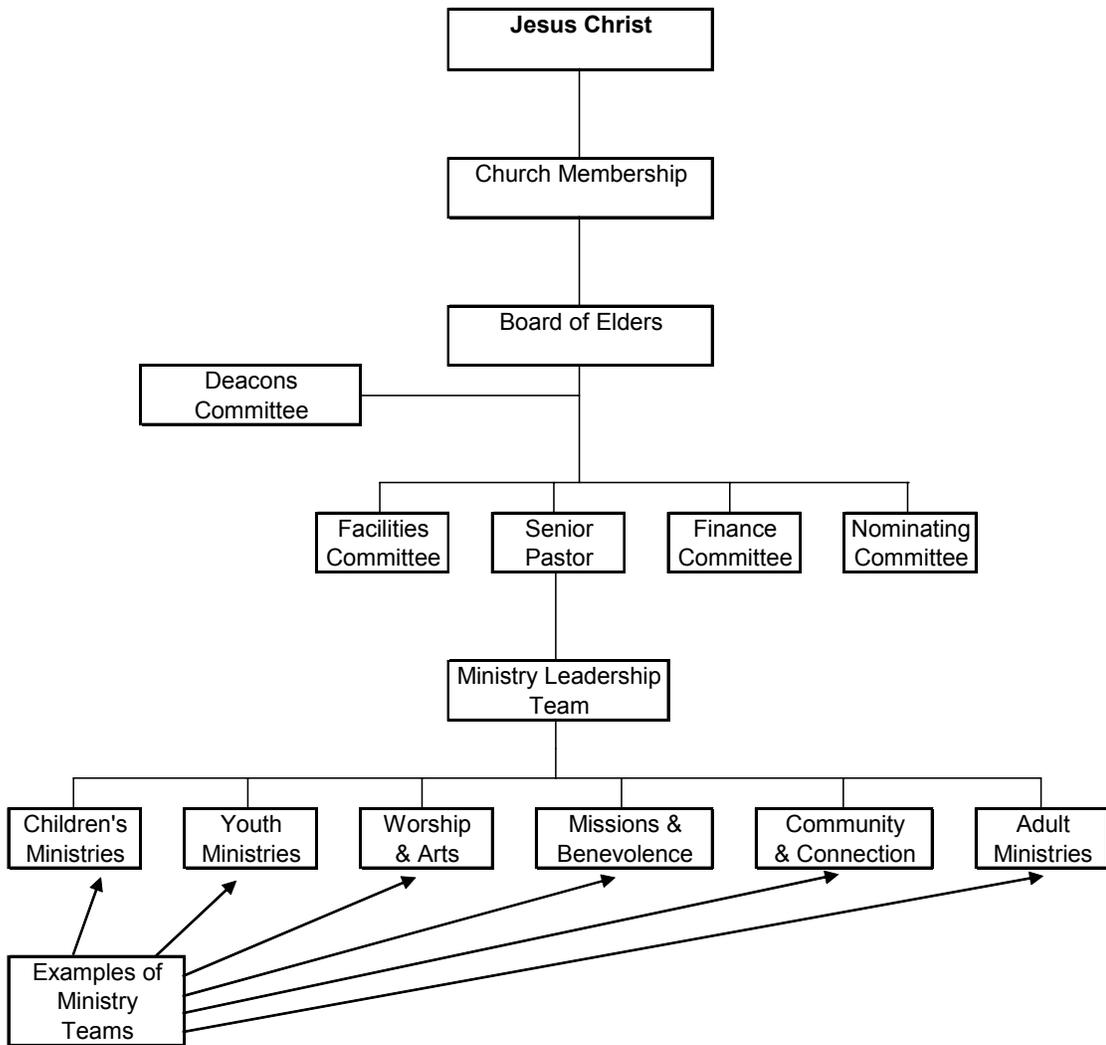 Jesus Christ
Church Membership
Board of Elders
Deacons
Committee
Facilities
Committee
Senior
Pastor
Finance
Committee
Nominating
Committee
Ministry Leadership
Team
Children's
Ministries
Youth
Ministries
Worship
& Arts
Missions &
Benevolence
Community
& Connection
Adult
Ministries
Examples of
Ministry
Teams